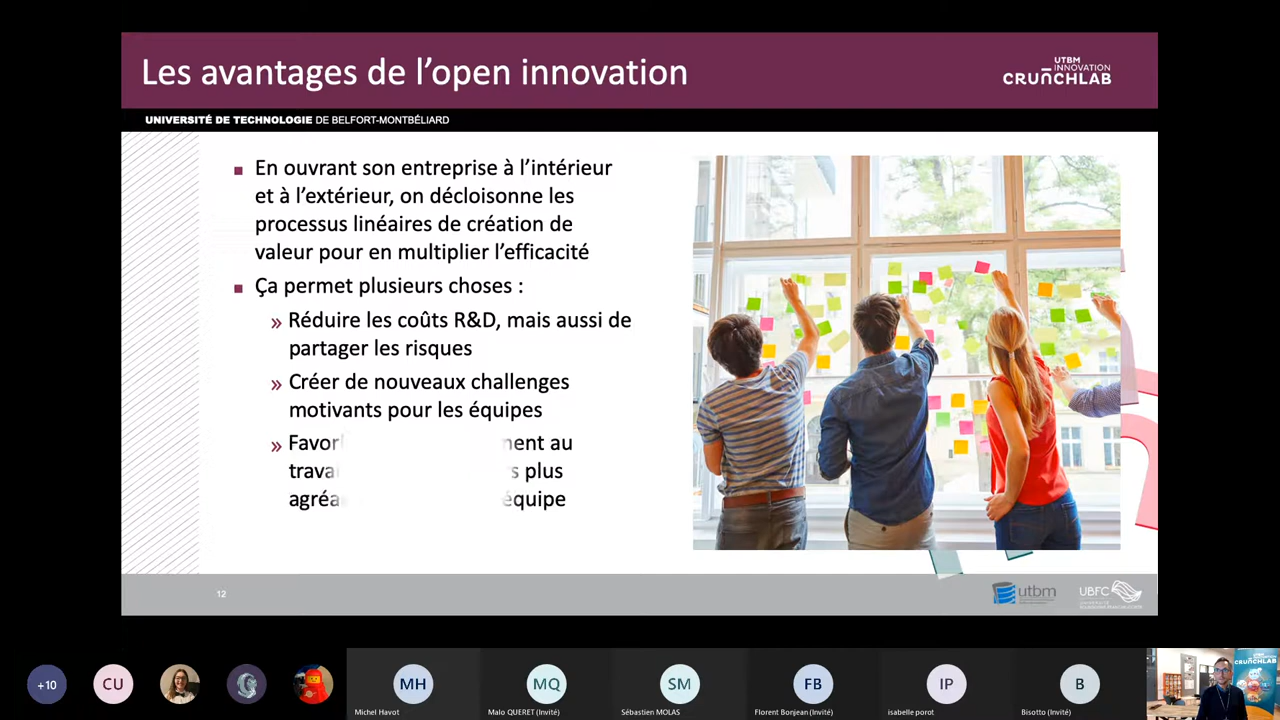 Les avantages de l'open innovation
UTBM
INNOVATION
CRUNCHLAB
UNIVERSITÉ DE TECHNOLOGIE DE BELFORT-MONTBÉLIARD
En ouvrant son entreprise à l'intérieur
et à l'extérieur, on décloisonne les
processus linéaires de création de
valeur pour en multiplier l'efficacité
Ça permet plusieurs choses :
» Réduire les coûts R&D, mais aussi de
partager les risques
» Créer de nouveaux challenges
motivants pour les équipes
» au
plus
équipe
12
utbm
UBFC
+10
CU
MH
MQ
SM
FB
IP
B
Michel Havot
Malo QUERET (Invité)
Sébastien MOLAS
Florent Bonjean (Invité)
isabelle porot
Bisotto (Invité)
CRUNCHLAB